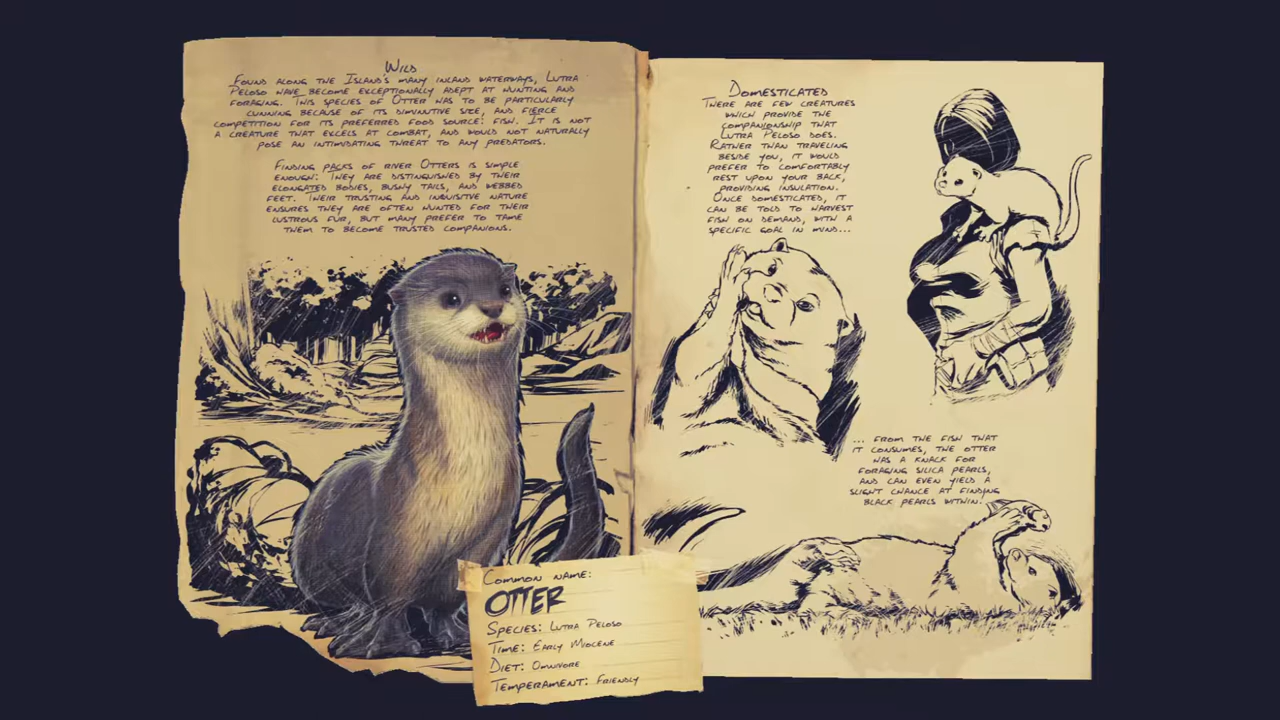 Wild
Found along the Island's many inland waterways, Lutra
Peloso have become exceptionally adept at hunting and
foraging. This species of Otter has to be particularly
cunning because of its diminutive size, and fierce
competition for its preferred food source: fish. It is not
a creature that excels at combat, and would not naturally
pose an intimidating threat to any predators.
Finding packs of river Otters is simple
enough: They are distinguished by their
elongated bodies, bushy tails, and webbed
feet. Their trusting and inquisitive nature
ensures they are often hunted for their
lustrous fur, but many prefer to tame
them to become trusted companions.
Common name:
OTTER
Species: Lutra Peloso
Time: Early Miocene
Diet: Omnivore
Temperament: Friendly
Domesticated
There are few creatures
which provide the
companionship that
Lutra Peloso does.
Rather than traveling
beside you, it would
prefer to comfortably
rest upon your back,
providing insulation.
Once domesticated, it
can be told to harvest
fish on demand, with a
specific goal in mind...
... from the fish that
it consumes, the otter
has a knack for
foraging silica pearls,
and can even yield a
slight chance at finding
black pearls within.